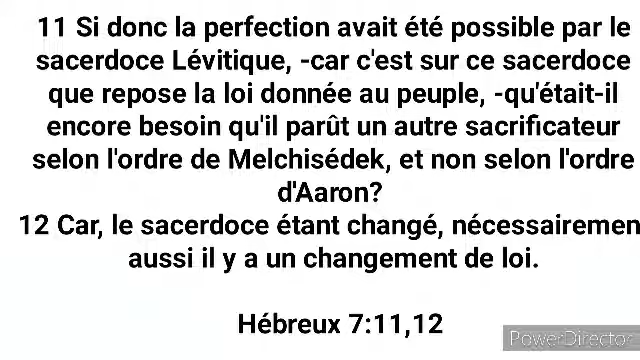 11 Si donc la perfection avait été possible par le
sacerdoce Lévitique, -car c'est sur ce sacerdoce
que repose la loi donnée au peuple, -qu'était-il
encore besoin qu'il parût un autre sacrificateur
selon l'ordre de Melchisédek, et non selon l'ordre
d'Aaron?
12 Car, le sacerdoce étant changé, nécessairemen
aussi il y a un changement de loi.
Hébreux 7:11,12
PowerDirector